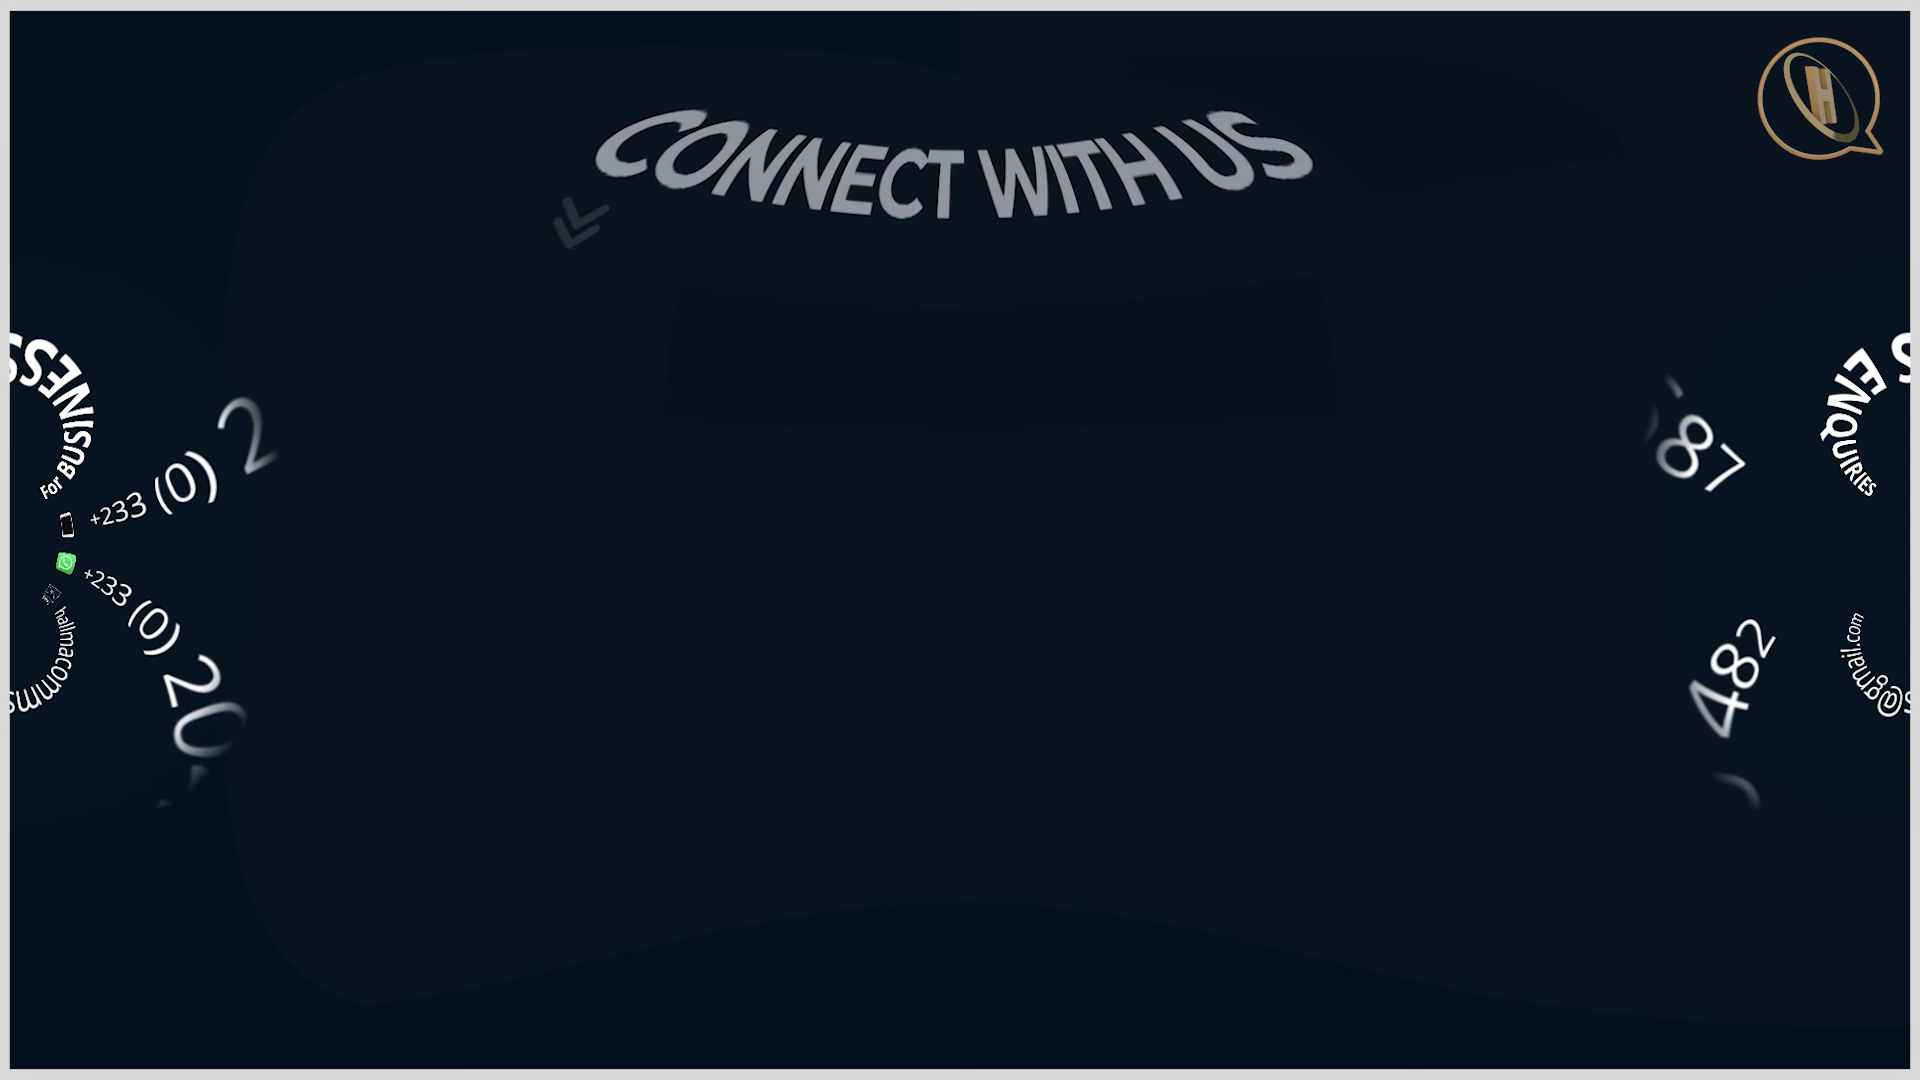 CONNECT WITH US
For BUSINESS ENQUIRIES
+233 (0) 2
87
+233 (0) 20
482
hallmacomms@gmail.com
H